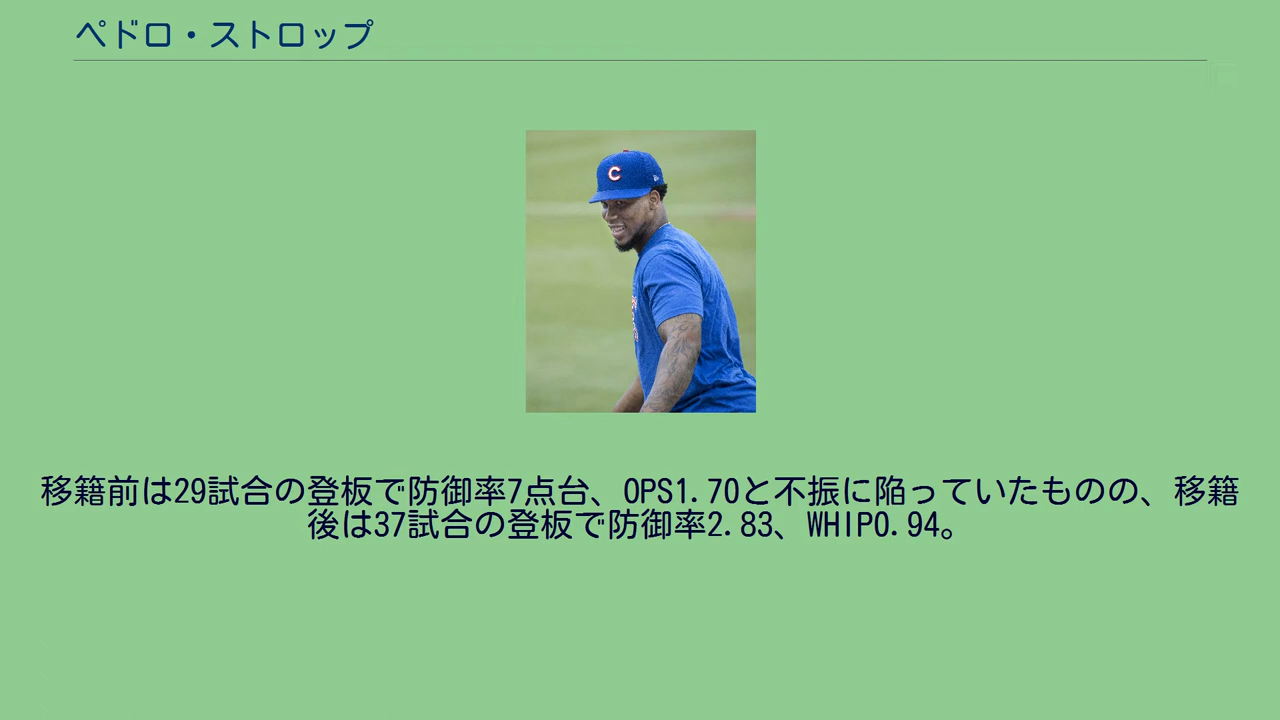 ペドロ・ストロップ
C
移籍前は29試合の登板で防御率7点台、OPS1.70と不振に陥っていたものの、移籍
後は37試合の登板で防御率2.83、WHIP0.94。